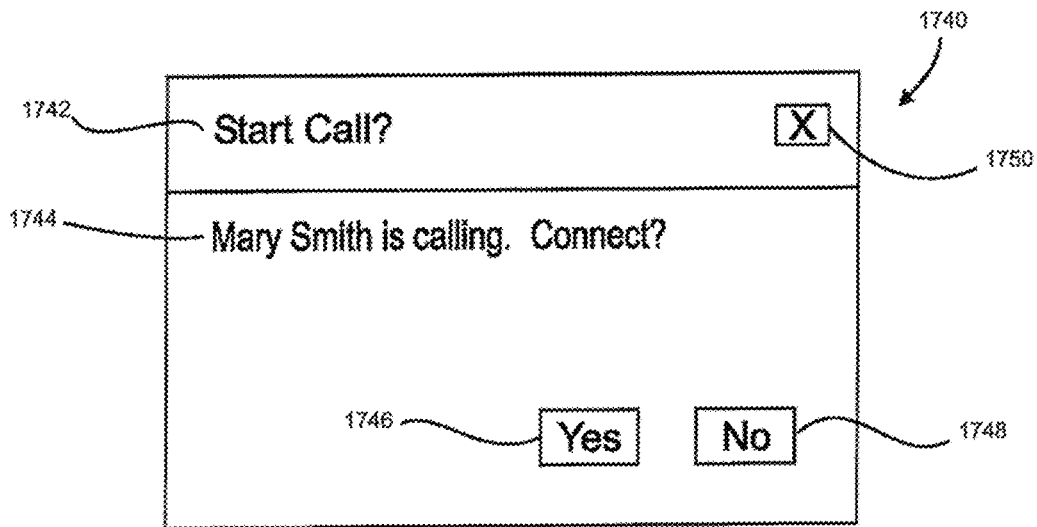 1740
1742
Start Call?
X
1750
1744
Mary Smith is calling. Connect?
1746
Yes
No
1748